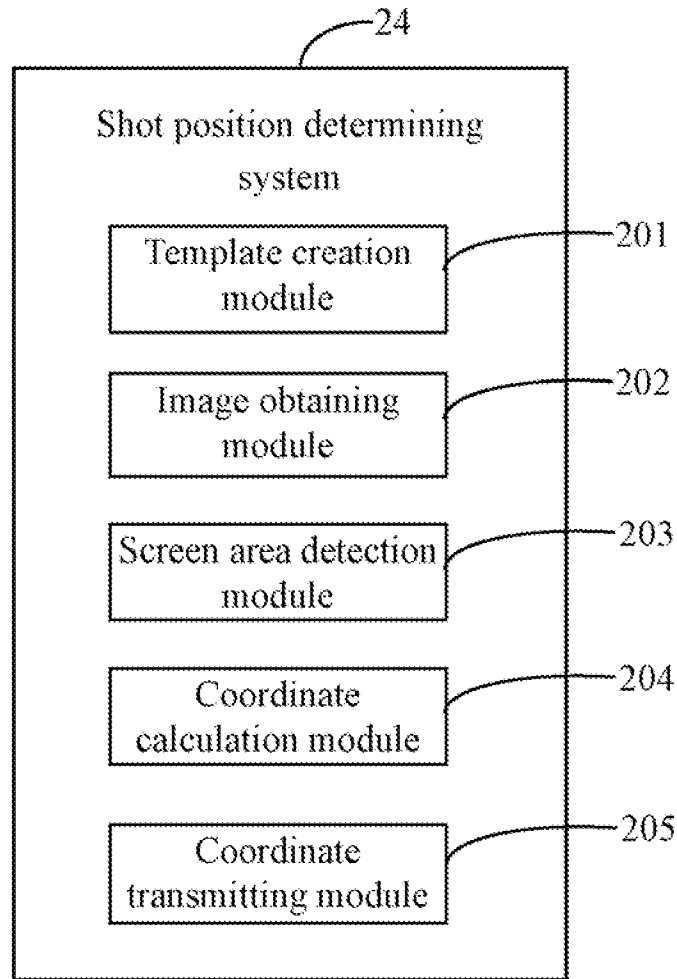 24
Shot position determining
system
Template creation
module
201
Image obtaining
module
202
Screen area detection
module
203
Coordinate
calculation module
204
Coordinate
transmitting module
205